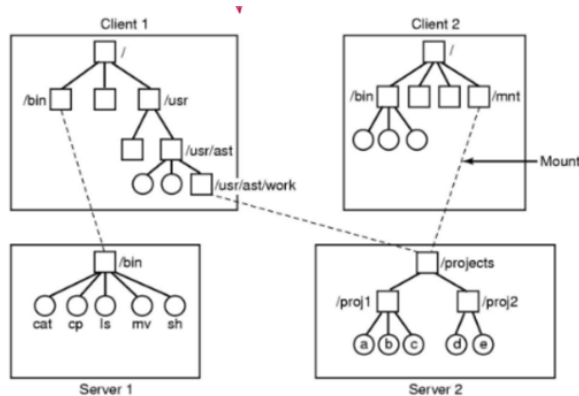 Client 1
Client 2
/
/
/bin
/usr
/bin
/mnt
/usr/ast
Mount
/usr/ast/work
/bin
/projects
/proj1
/proj2
cat cp ls mv sh
a b c d e
Server 1
Server 2